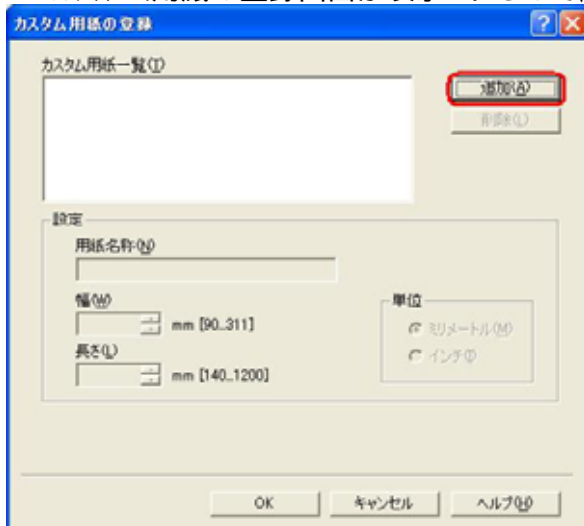 カスタム用紙の登録
カスタム用紙一覧(T)
追加(A)
削除(L)
設定
用紙名称(N)
幅(W)
mm [90..311]
長さ(L)
mm [140..1200]
単位
ミリメートル(M)
インチ(I)
OK
キャンセル
ヘルプ(H)